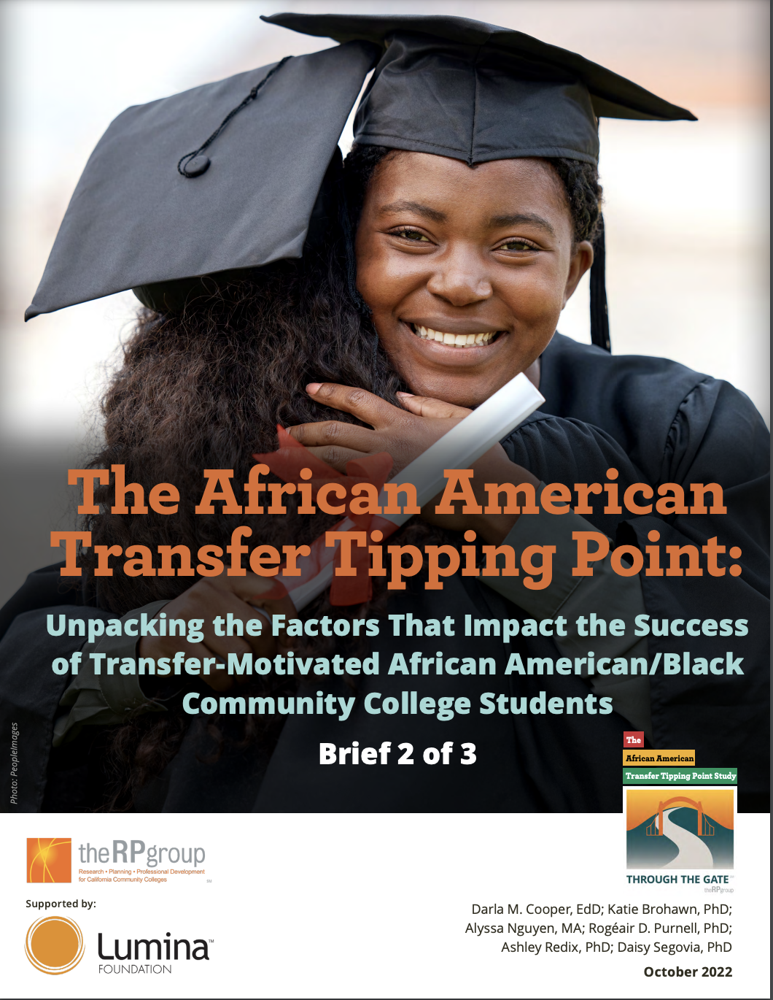 The African American
Transfer Tipping Point:
Unpacking the Factors That Impact the Success
of Transfer-Motivated African American/Black
Community College Students
Brief 2 of 3
Photo: PeopleImages
The
African American
Transfer Tipping Point Study
THROUGH THE GATE
theRPgroup
theRPgroup
Research • Planning • Professional Development
for California Community Colleges
SM
Supported by:
Lumina™
FOUNDATION
Darla M. Cooper, EdD; Katie Brohawn, PhD;
Alyssa Nguyen, MA; Rogéair D. Purnell, PhD;
Ashley Redix, PhD; Daisy Segovia, PhD
October 2022